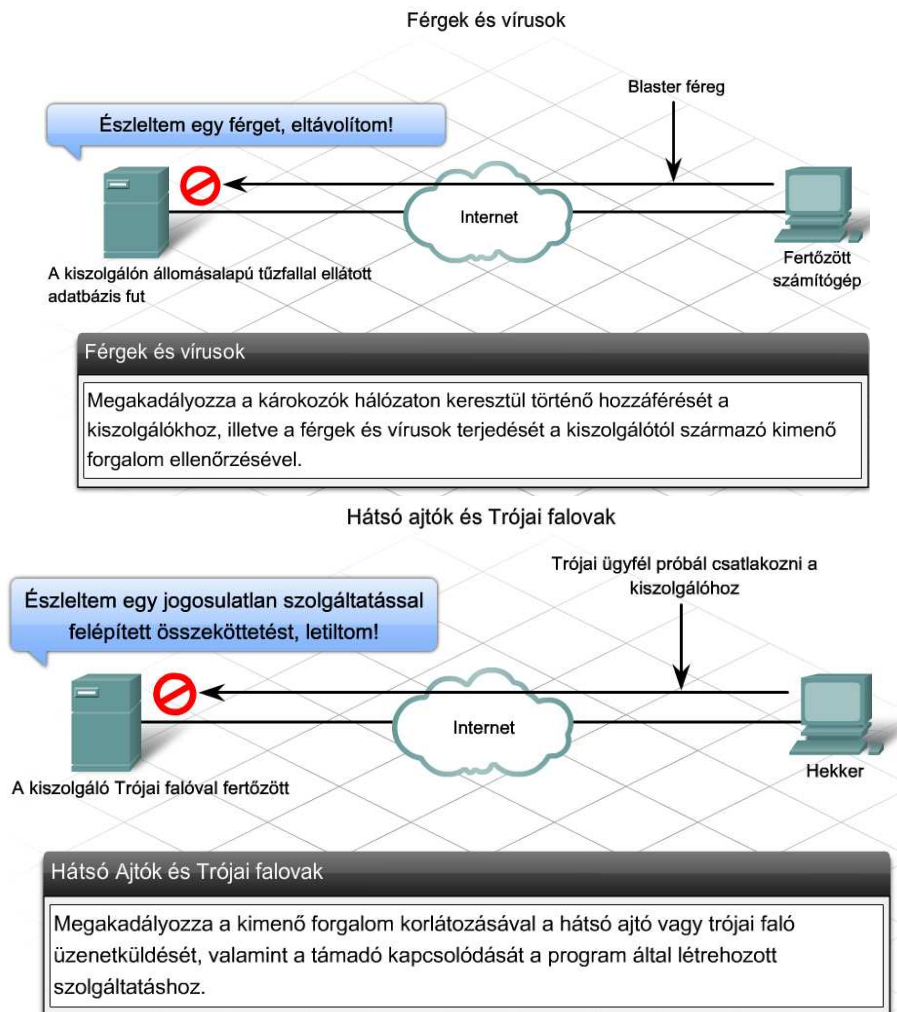 Férgek és vírusok
Blaster féreg
Észleltem egy férget, eltávolítom!
Internet
A kiszolgálón állomásalapú tűzfallal ellátott
adatbázis fut
Fertőzött
számítógép
Férgek és vírusok
Megakadályozza a károkozók hálózaton keresztül történő hozzáférését a
kiszolgálókhoz, illetve a férgek és vírusok terjedését a kiszolgálótól származó kimenő
forgalom ellenőrzésével.
Hátsó ajtók és Trójai falovak
Trójai ügyfél próbál csatlakozni a
kiszolgálóhoz
Észleltem egy jogosulatlan szolgáltatással
felépített összeköttetést, letiltom!
Internet
A kiszolgáló Trójai falóval fertőzött
Hekker
Hátsó Ajtók és Trójai falovak
Megakadályozza a kimenő forgalom korlátozásával a hátsó ajtó vagy trójai faló
üzenetküldését, valamint a támadó kapcsolódását a program által létrehozott
szolgáltatáshoz.